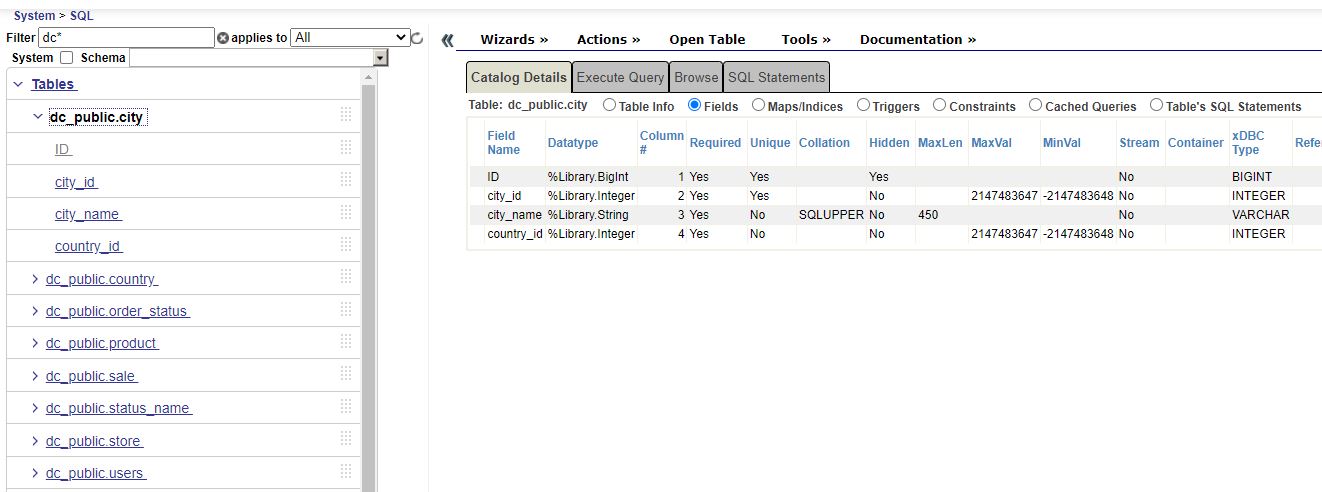 System > SQL
Filter dc* applies to All
System Schema
Tables
dc_public.city
ID
city_id
city_name
country_id
dc_public.country
dc_public.order_status
dc_public.product
dc_public.sale
dc_public.status_name
dc_public.store
dc_public.users
Wizards » Actions » Open Table Tools » Documentation »
Catalog Details Execute Query Browse SQL Statements
Table: dc_public.city Table Info Fields Maps/Indices Triggers Constraints Cached Queries Table's SQL Statements
Field Name Datatype Column # Required Unique Collation Hidden MaxLen MaxVal MinVal Stream Container xDBC Type Refe
ID %Library.BigInt 1 Yes Yes Yes No BIGINT
city_id %Library.Integer 2 Yes Yes No 2147483647 -2147483648 No INTEGER
city_name %Library.String 3 Yes No SQLUPPER No 450 No VARCHAR
country_id %Library.Integer 4 Yes No No 2147483647 -2147483648 No INTEGER